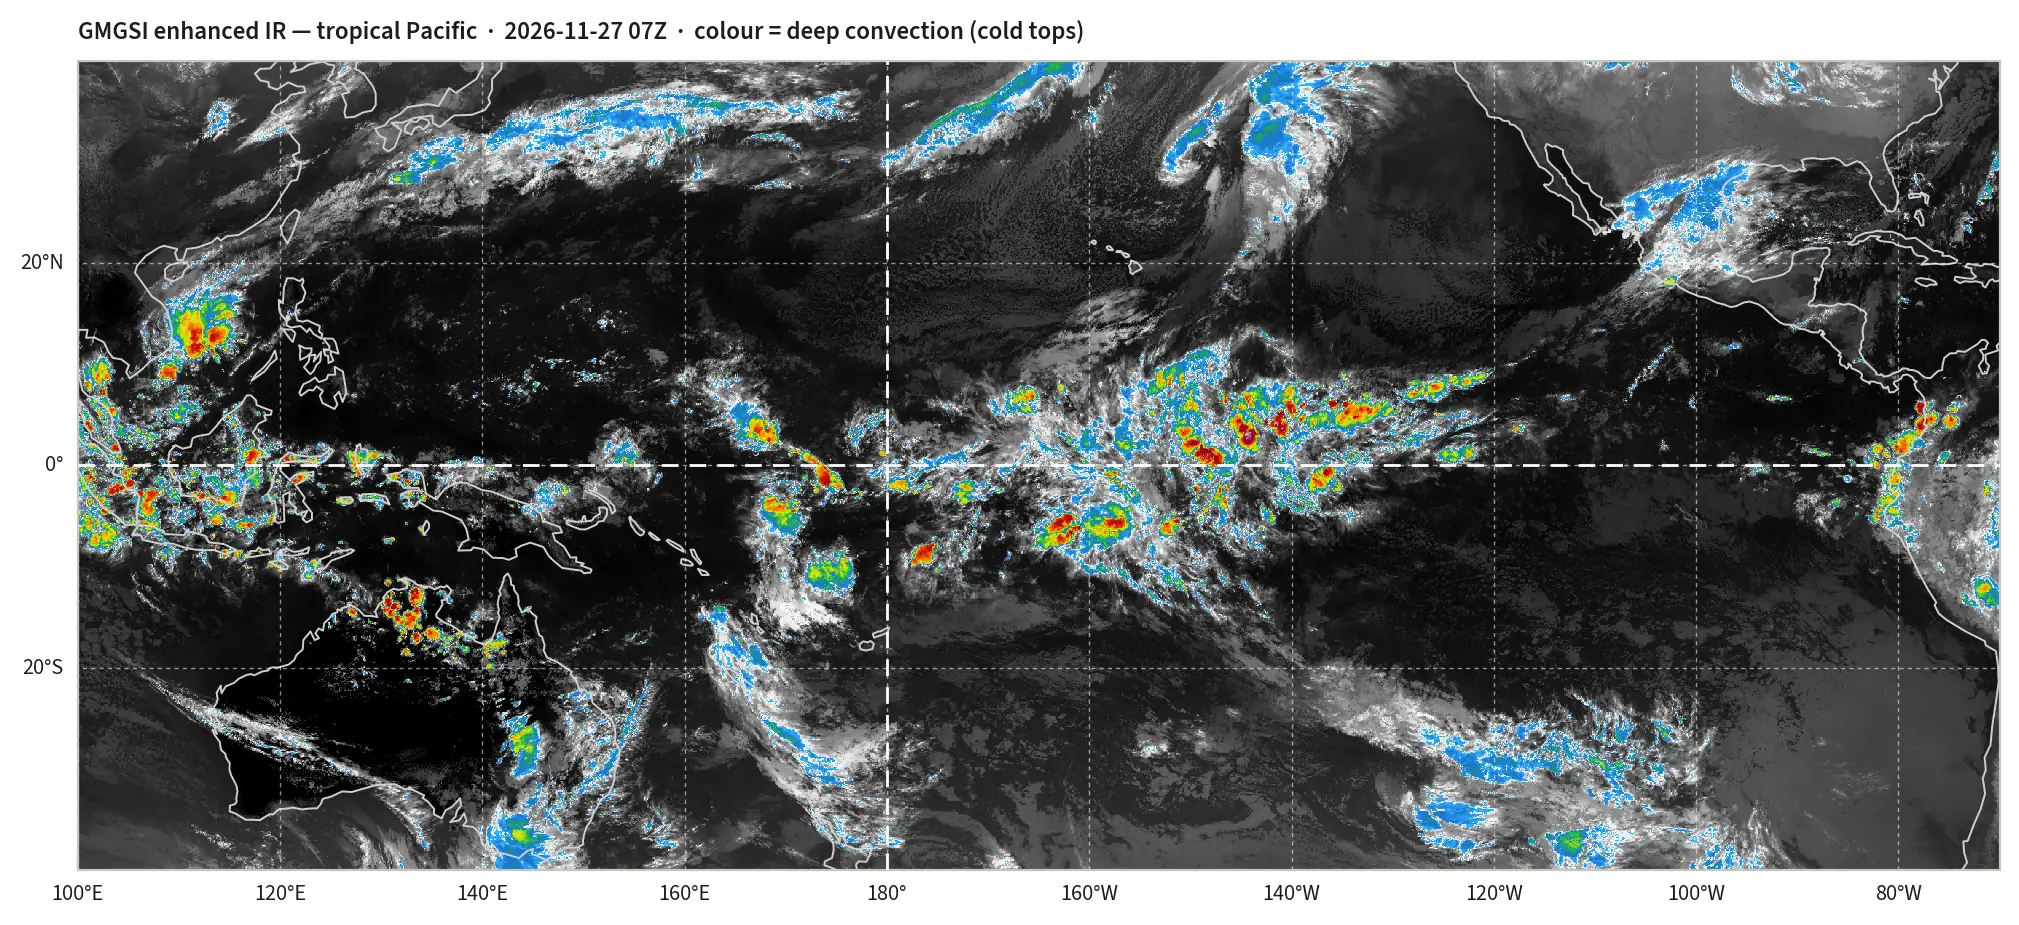 GMGSI enhanced IR — tropical Pacific · 2026-11-27 07Z · colour = deep convection (cold tops)
20°N
0°
20°S
100°E 120°E 140°E 160°E 180° 160°W 140°W 120°W 100°W 80°W